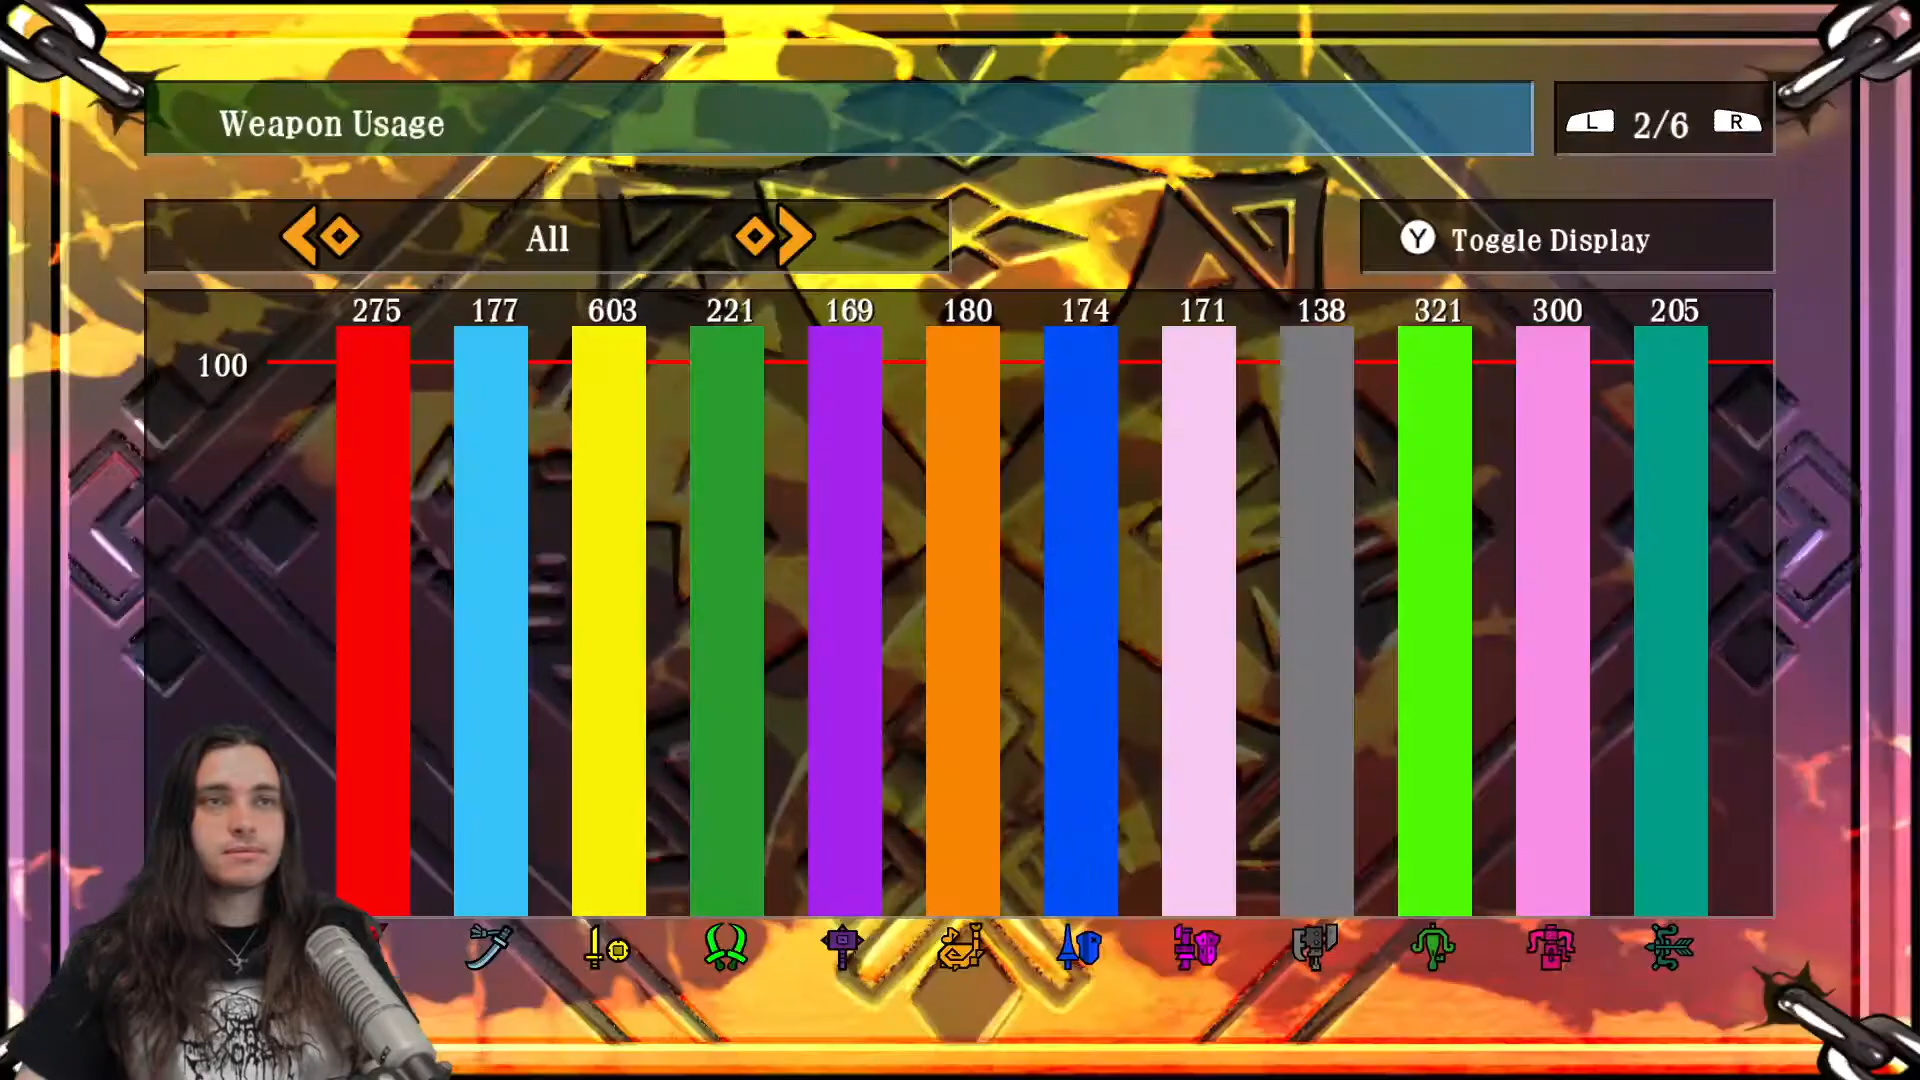 Weapon Usage
L 2/6 R
All
Y Toggle Display
275 177 603 221 169 180 174 171 138 321 300 205
100